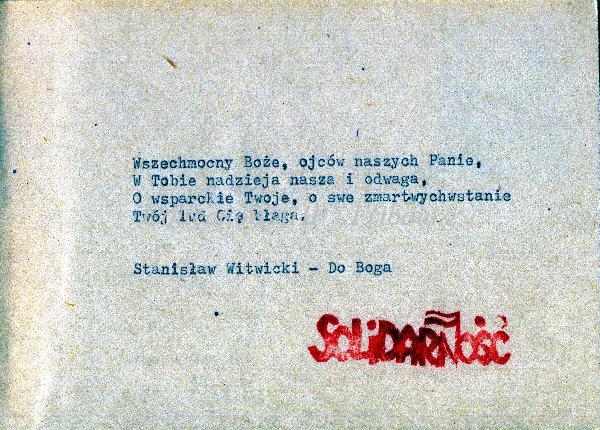 Wszechmocny Boże, ojców naszych Panie,
W Tobie nadzieja nasza i odwaga,
O wsparckie Twoje, o swe zmartwychwstanie
Twój lud Cię błaga.
Stanisław Witwicki - Do Boga
SOLiDARNOŚĆ